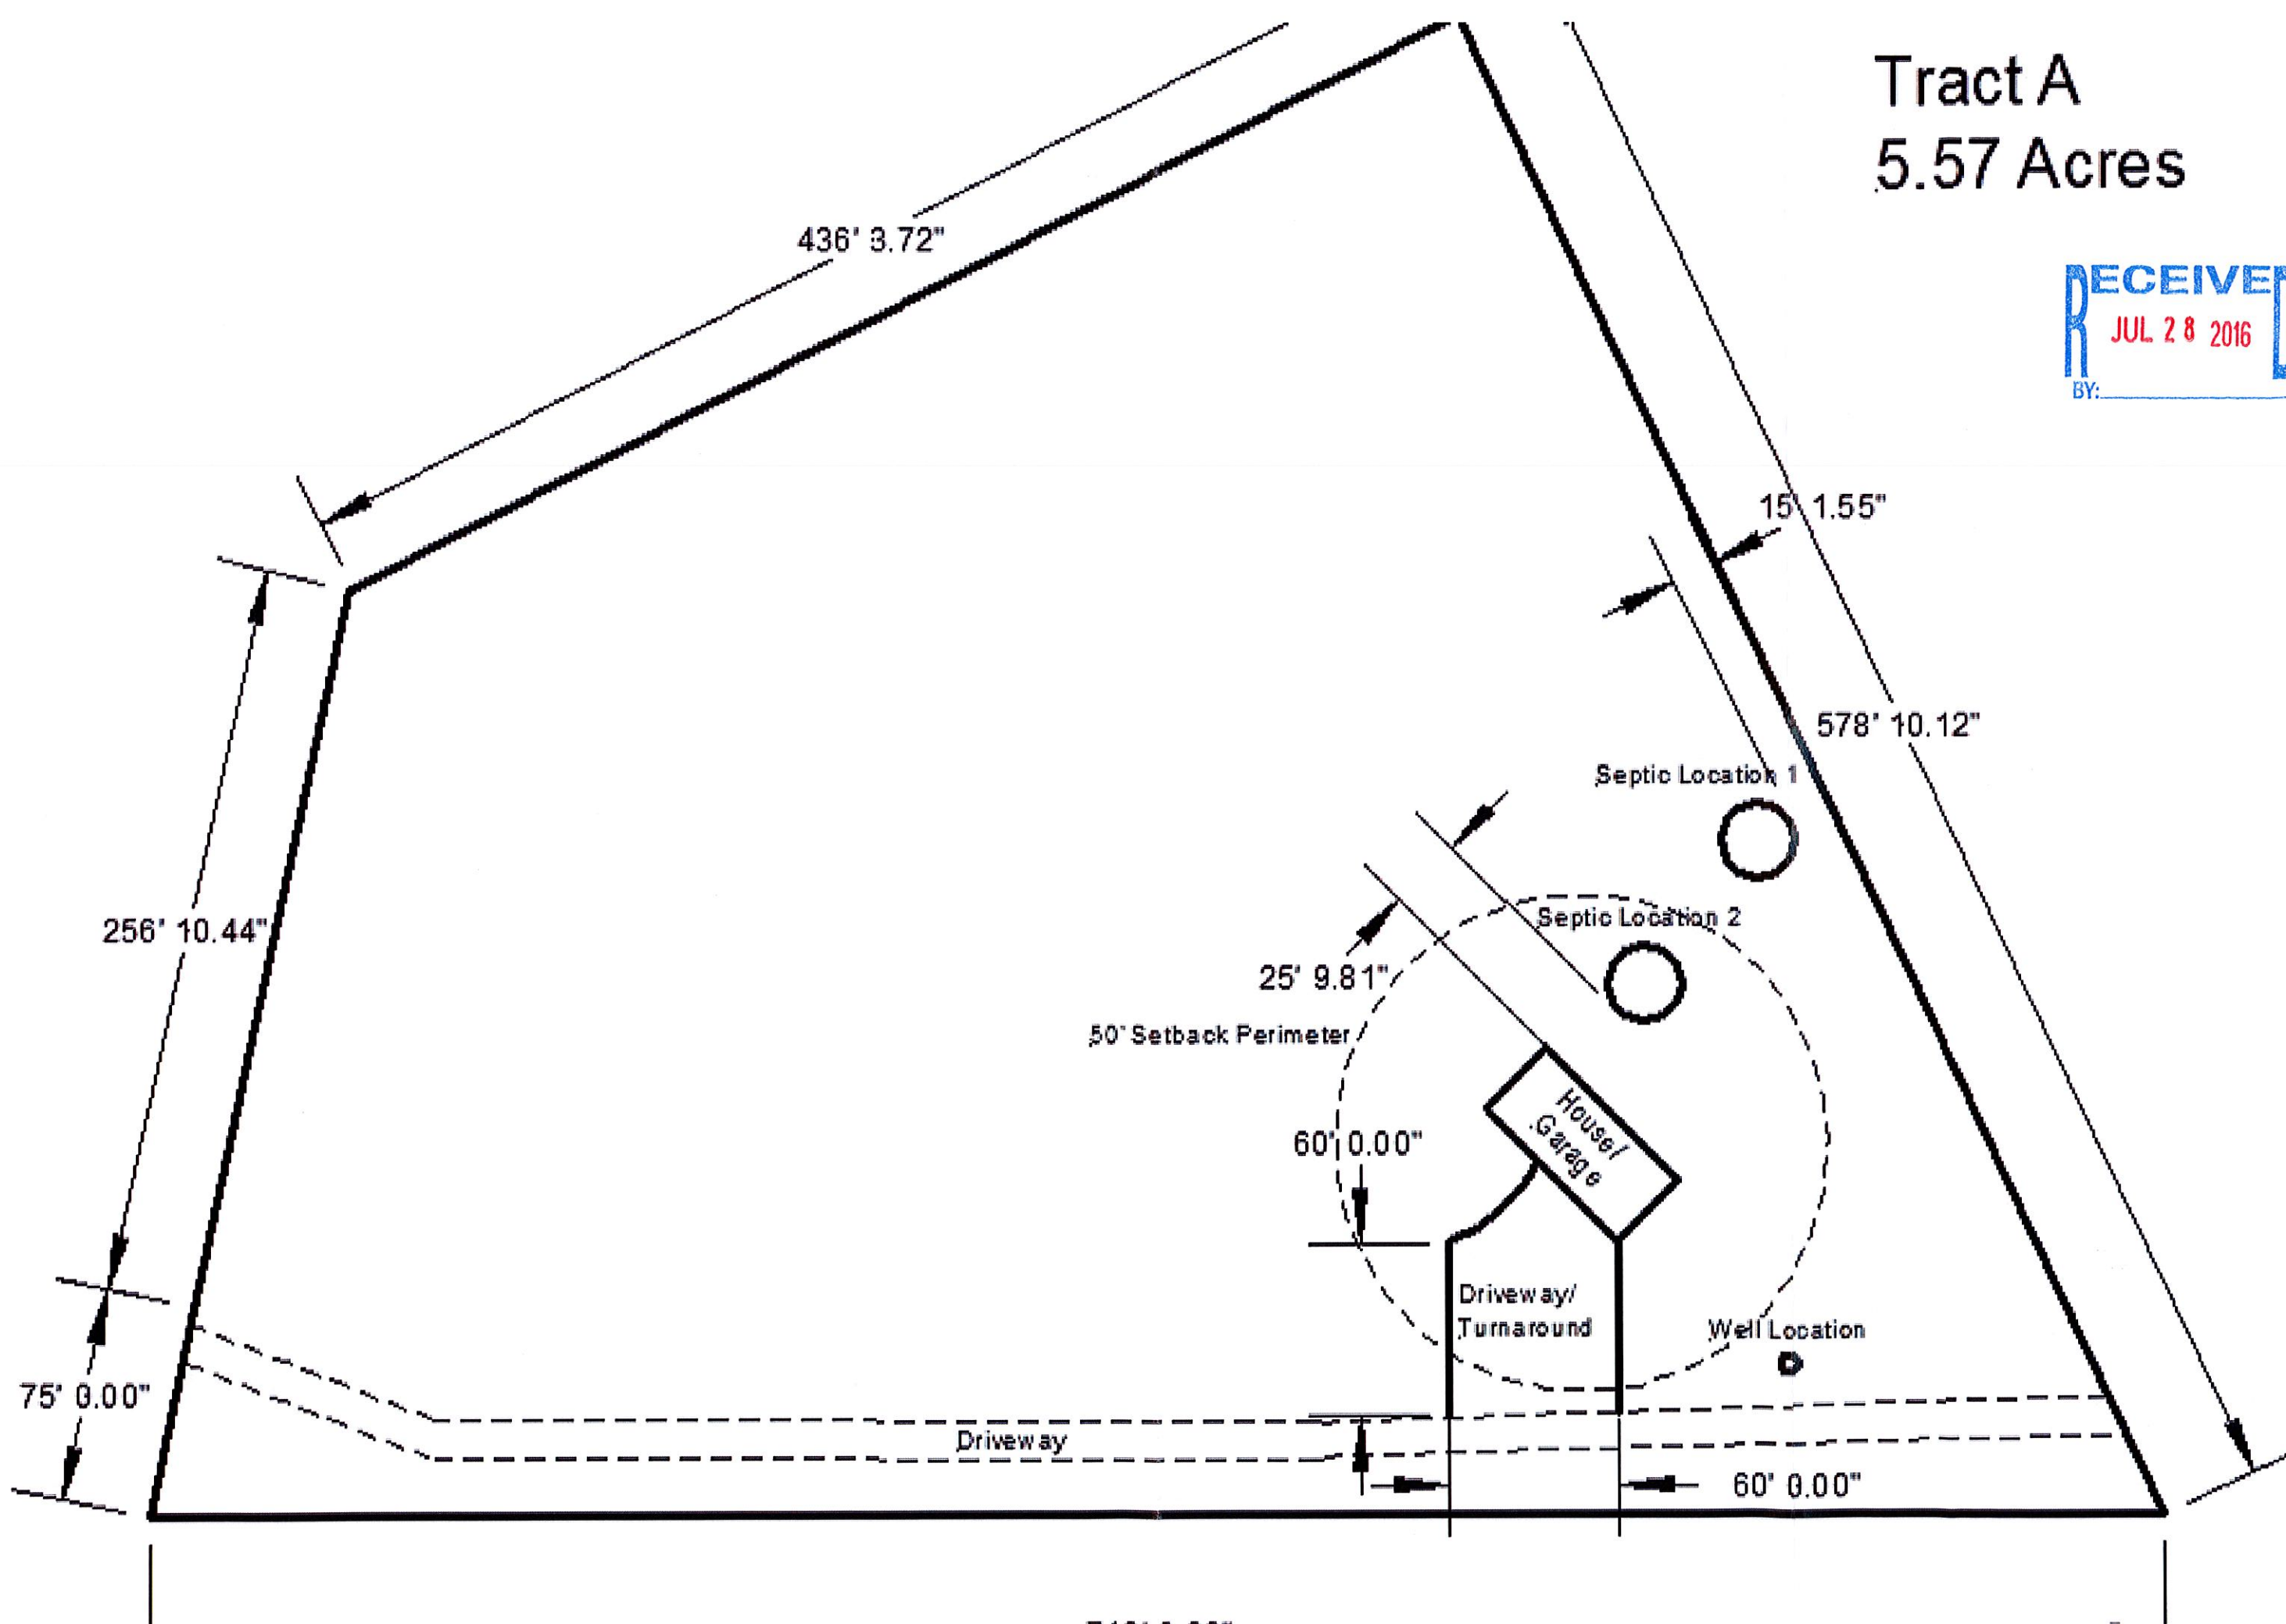 Tract A
5.57 Acres
RECEIVED
JUL 28 2016
BY:
436' 3.72"
15' 1.55"
578' 10.12"
Septic Location 1
256' 10.44"
Septic Location 2
25' 9.81"
50' Setback Perimeter
House/
Garage
60' 0.00"
Driveway/
Turnaround
Well Location
75' 0.00"
Driveway
60' 0.00"